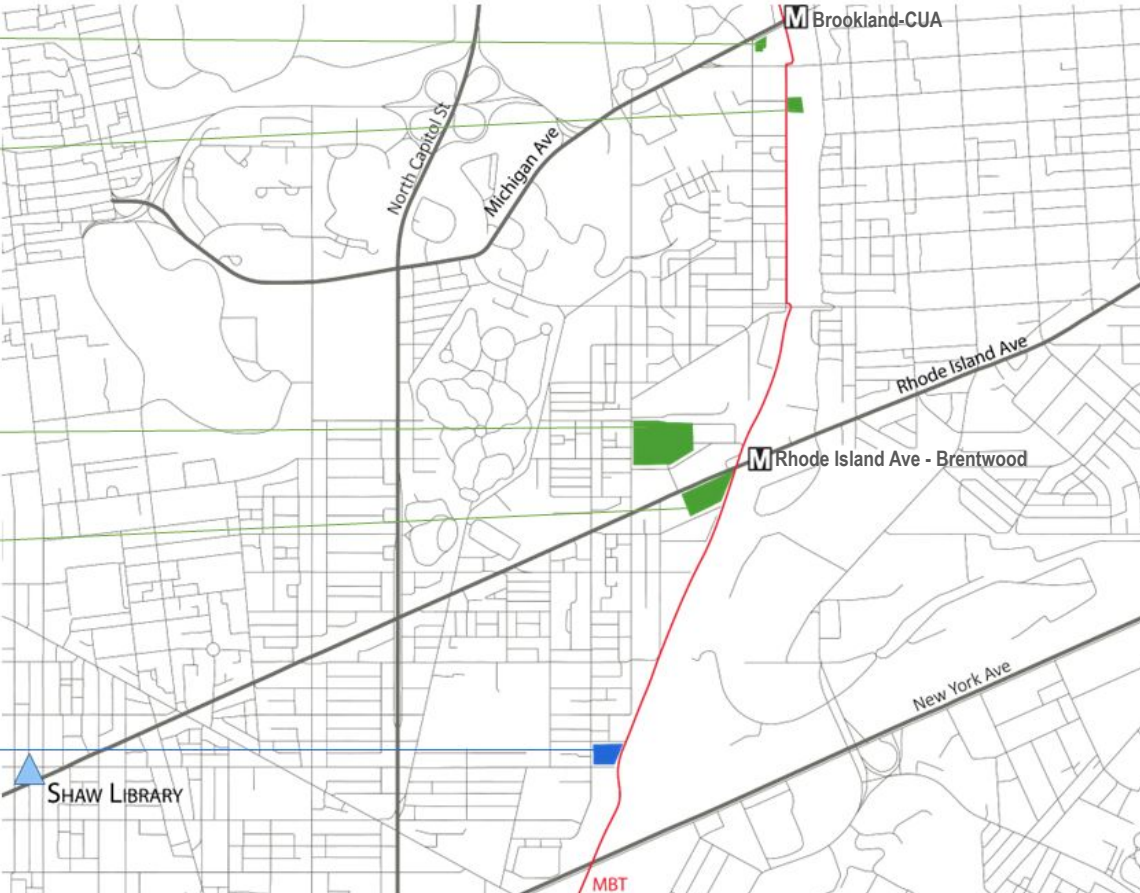 M Brookland-CUA
North Capitol St
Michigan Ave
Rhode Island Ave
M Rhode Island Ave - Brentwood
New York Ave
SHAW LIBRARY
MBT